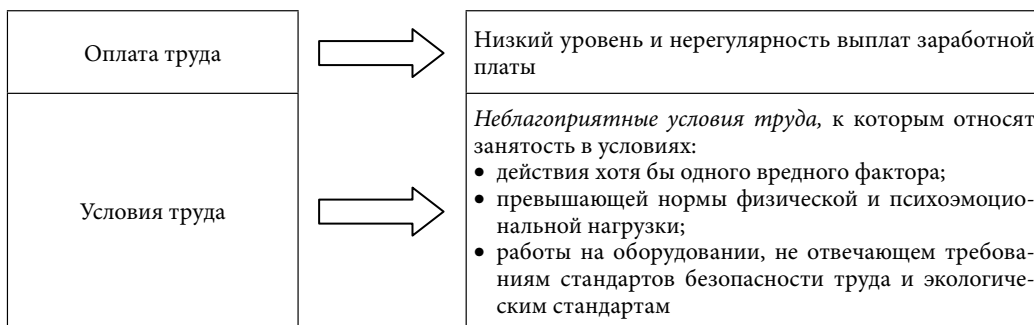 Оплата труда
Низкий уровень и нерегулярность выплат заработной
платы
Условия труда
Неблагоприятные условия труда, к которым относят
занятость в условиях:
• действия хотя бы одного вредного фактора;
• превышающей нормы физической и психоэмоцио-
нальной нагрузки;
• работы на оборудовании, не отвечающем требова-
ниям стандартов безопасности труда и экологиче-
ским стандартам